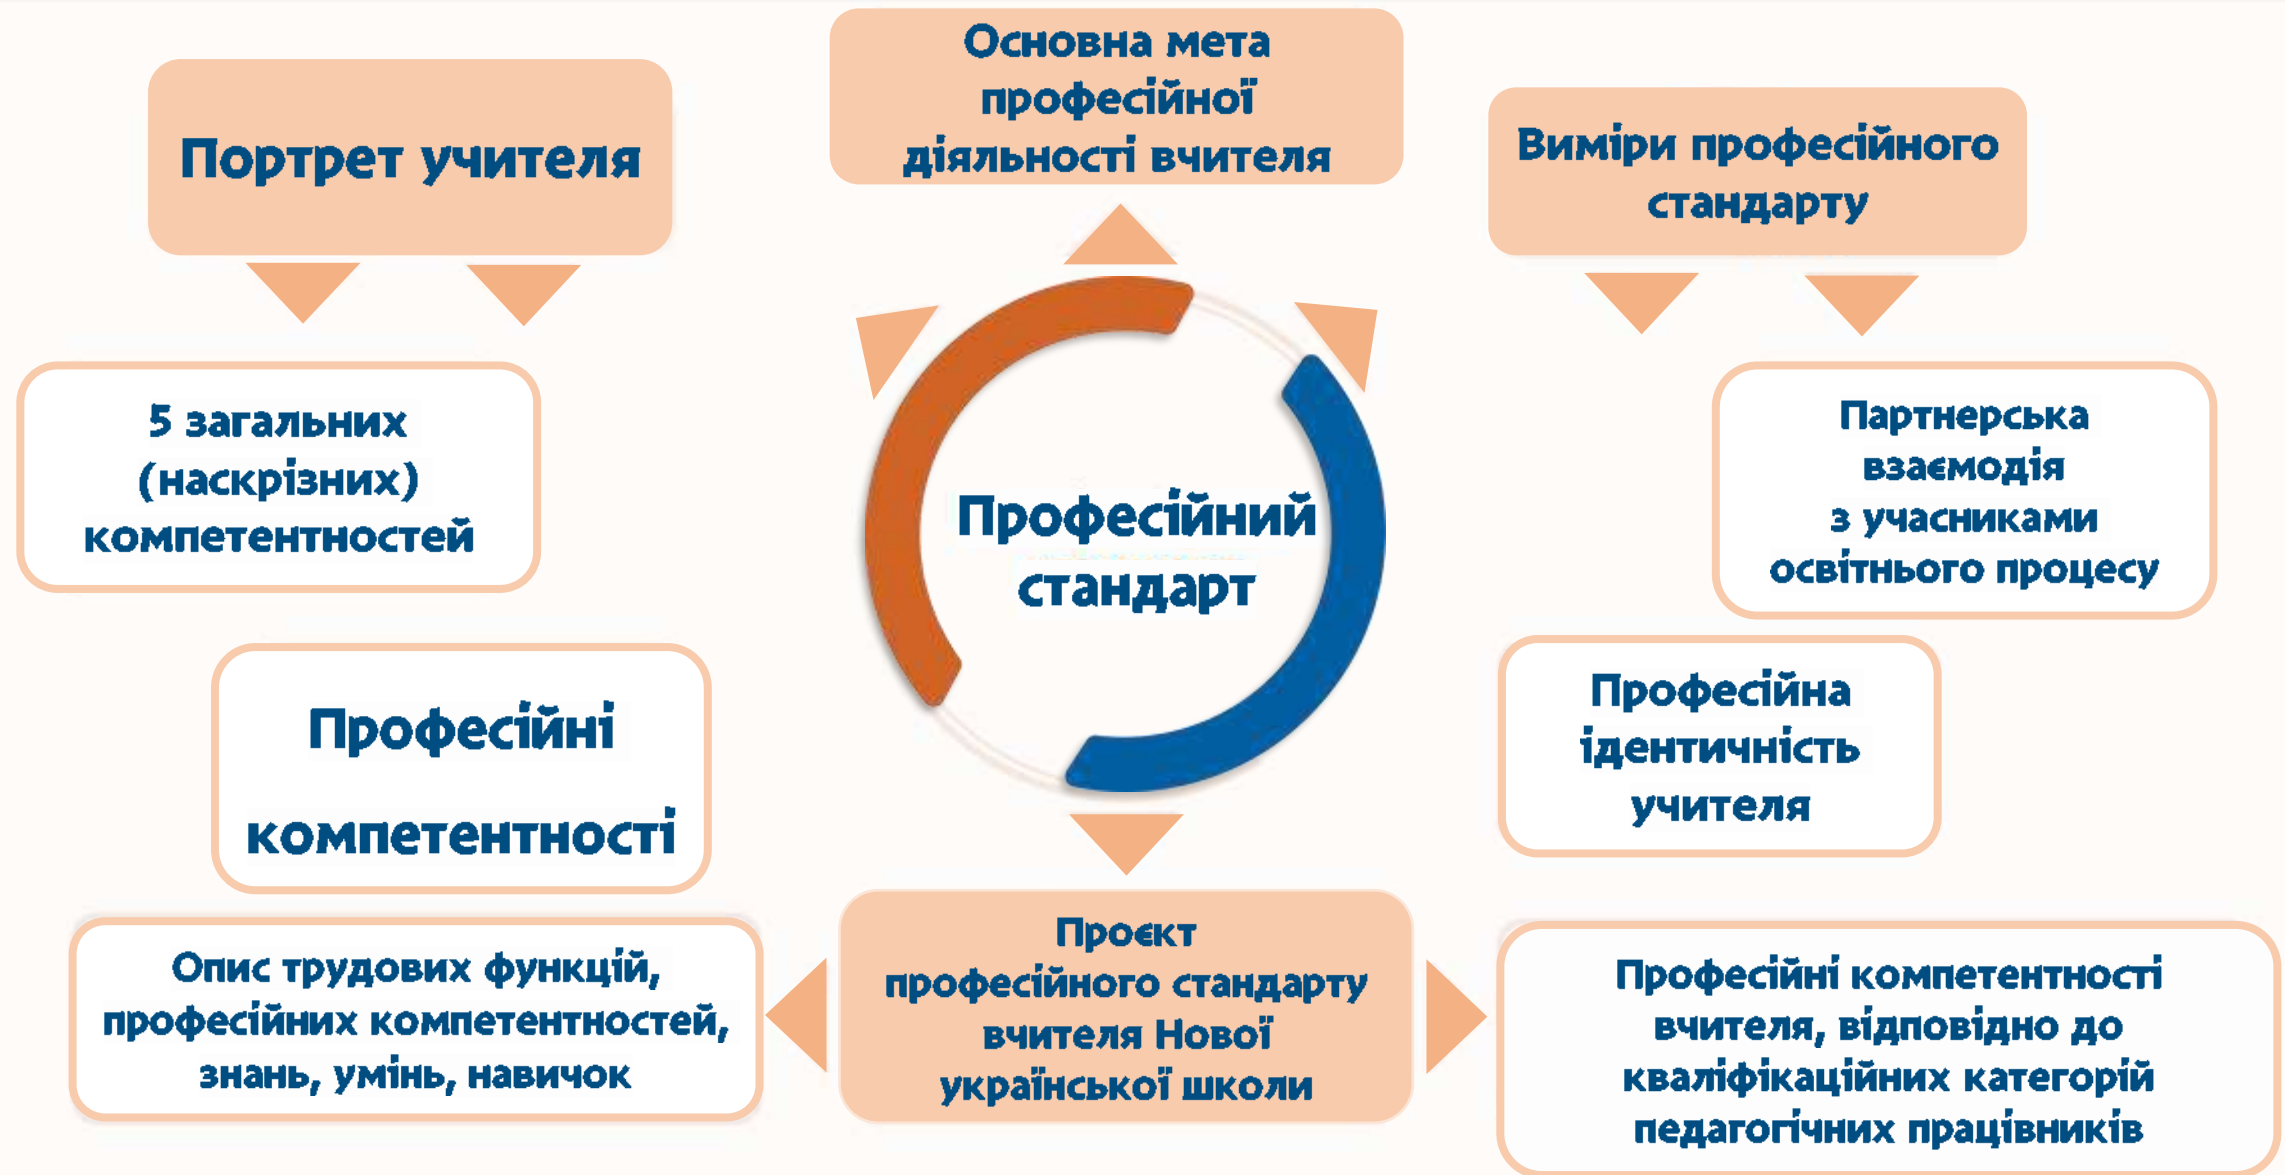 Портрет учителя
Основна мета
професійної
діяльності вчителя
Виміри професійного
стандарту
5 загальних
(наскрізних)
компетентностей
Професійний
стандарт
Партнерська
взаємодія
з учасниками
освітнього процесу
Професійні
компетентності
Професійна
ідентичність
учителя
Опис трудових функцій,
професійних компетентностей,
знань, умінь, навичок
Проєкт
професійного стандарту
вчителя Нової
української школи
Професійні компетентності
вчителя, відповідно до
кваліфікаційних категорій
педагогічних працівників